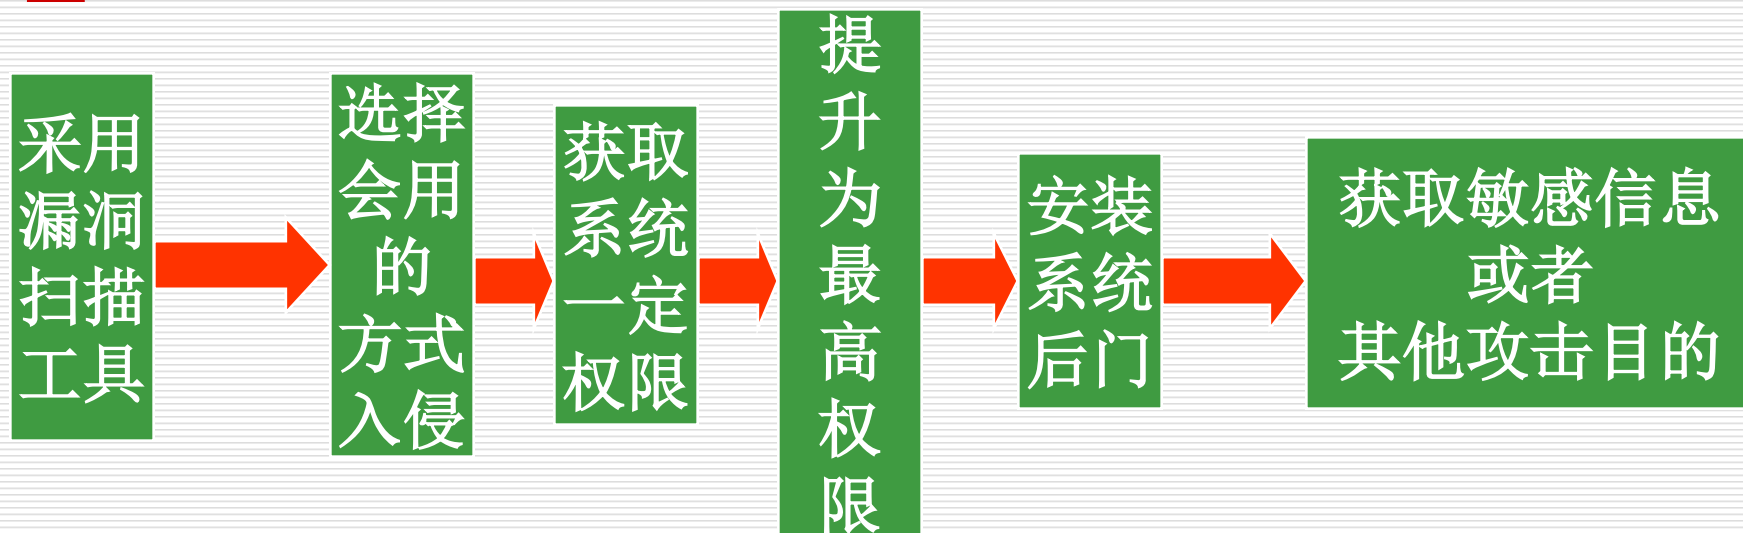 采用
漏洞
扫描
工具
选择
会用
的
方式
入侵
获取
系统
一定
权限
提
升
为
最
高
权
限
安装
系统
后门
获取敏感信息
或者
其他攻击目的